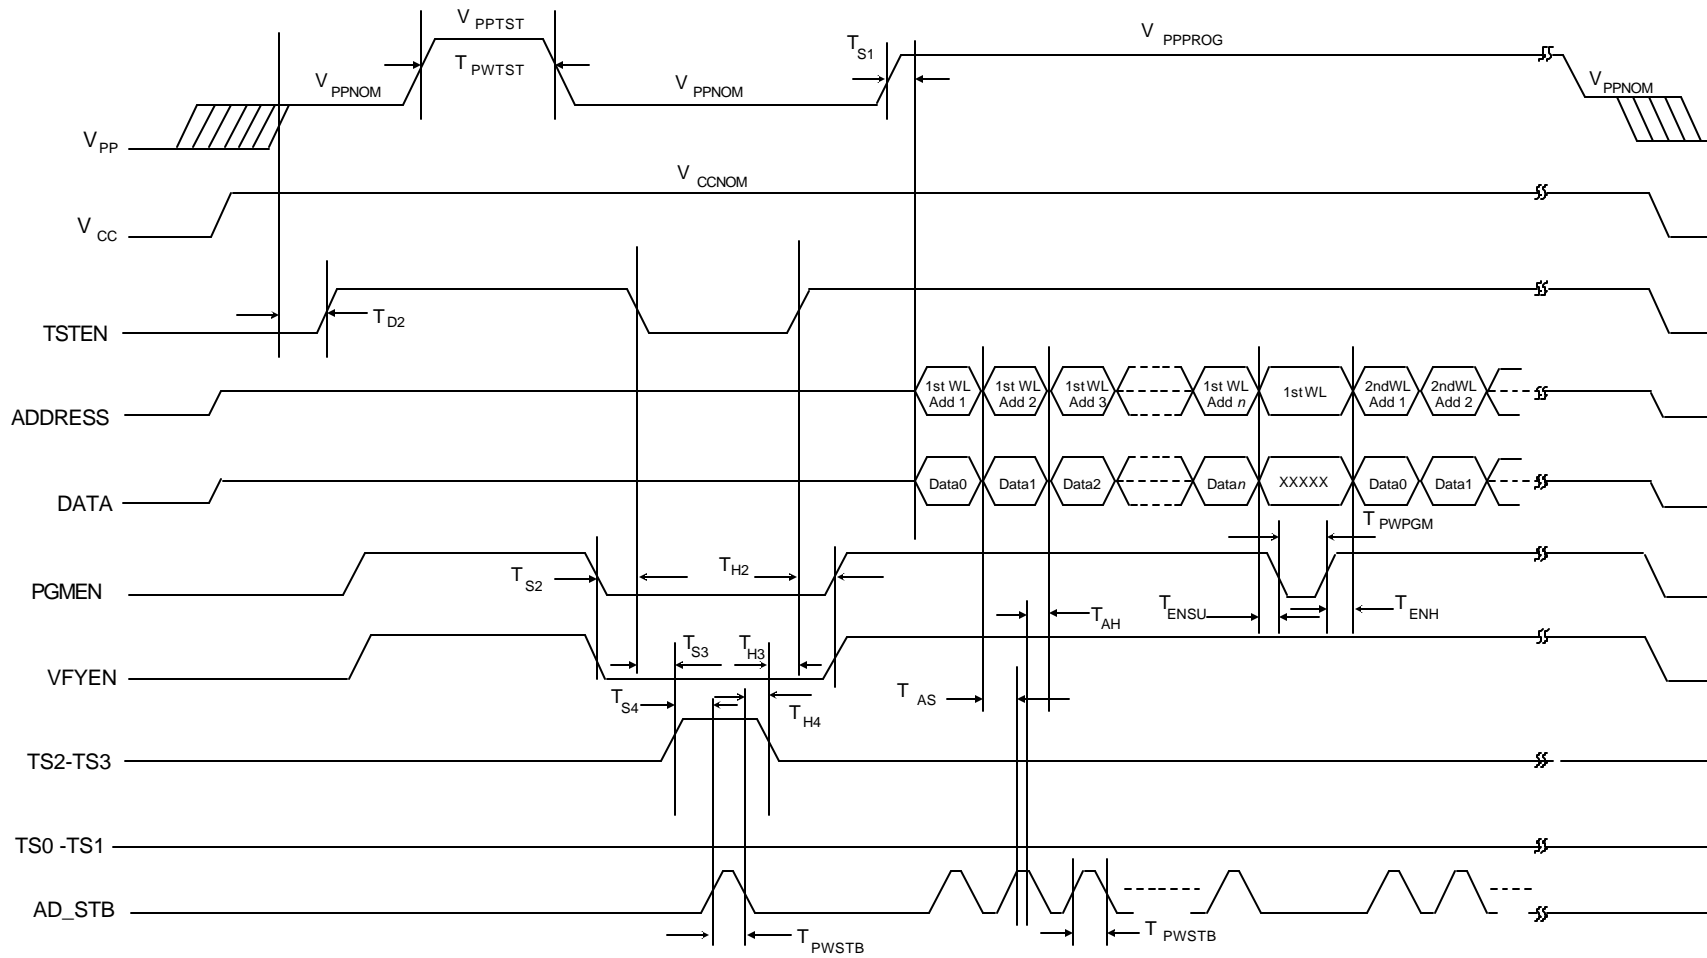 V PPTST
T PWTST
V PPNOM
V PPNOM
T S1
V PPPROG
V PPNOM
V PP
V CCNOM
V CC
T D2
TSTEN
1st WL Add 1
1st WL Add 2
1st WL Add 3
1st WL Add n
1st WL
2ndWL Add 1
2ndWL Add 2
ADDRESS
Data0
Data1
Data2
Datan
XXXXX
Data0
Data1
DATA
T PWPGM
T S2
T H2
PGMEN
T AH
T ENSU
T ENH
T S3
T H3
VFYEN
T S4
T H4
T AS
TS2-TS3
TS0 -TS1
AD_STB
T PWSTB
T PWSTB